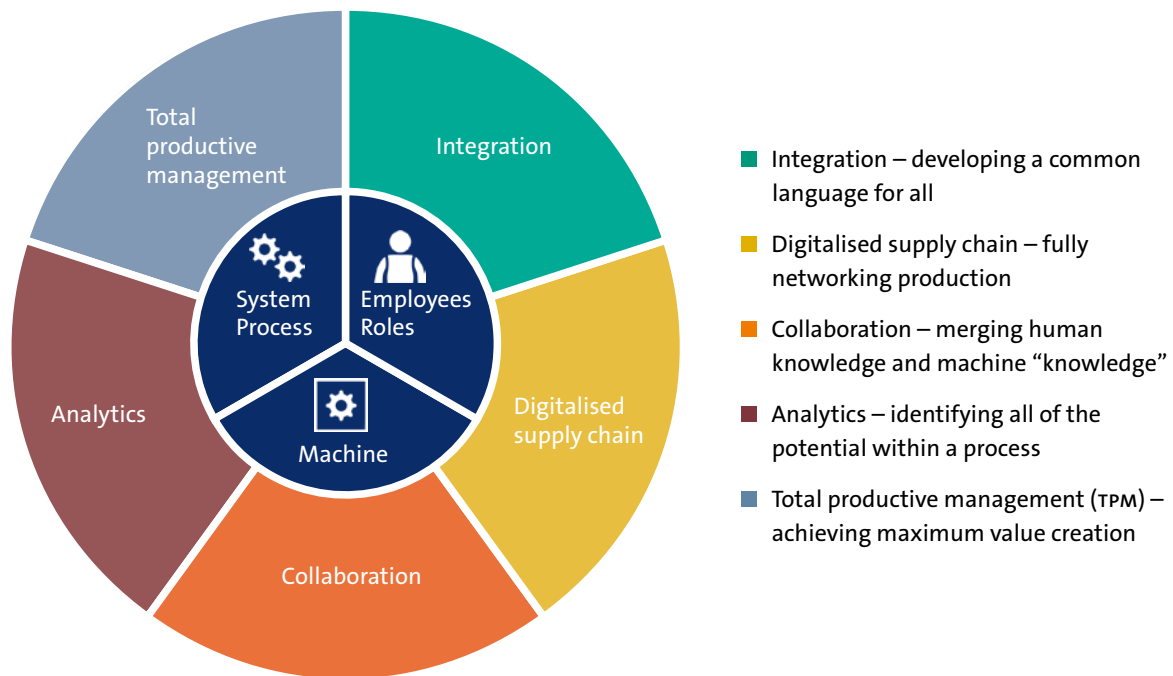 Total
productive
management
Integration
System
Process
Employees
Roles
Machine
Analytics
Digitalised
supply chain
Collaboration
Integration – developing a common
language for all
Digitalised supply chain – fully
networking production
Collaboration – merging human
knowledge and machine “knowledge”
Analytics – identifying all of the
potential within a process
Total productive management (TPM) –
achieving maximum value creation